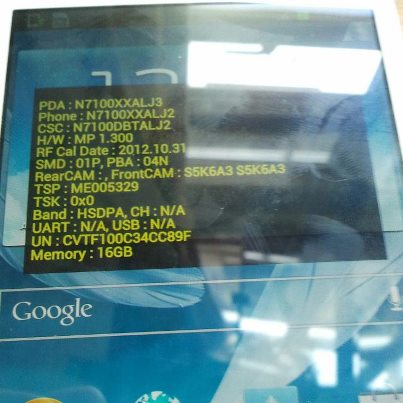 PDA : N7100XXALJ3
Phone : N7100XXALJ2
CSC : N7100DBTALJ2
H/W : MP 1.300
RF Cal Date : 2012.10.31
SMD : 01P, PBA : 04N
RearCAM : , FrontCAM : S5K6A3 S5K6A3
TSP : ME005329
TSK : 0x0
Band : HSDPA, CH : N/A
UART : N/A, USB : N/A
UN : CVTF100C34CC89F
Memory : 16GB
Google